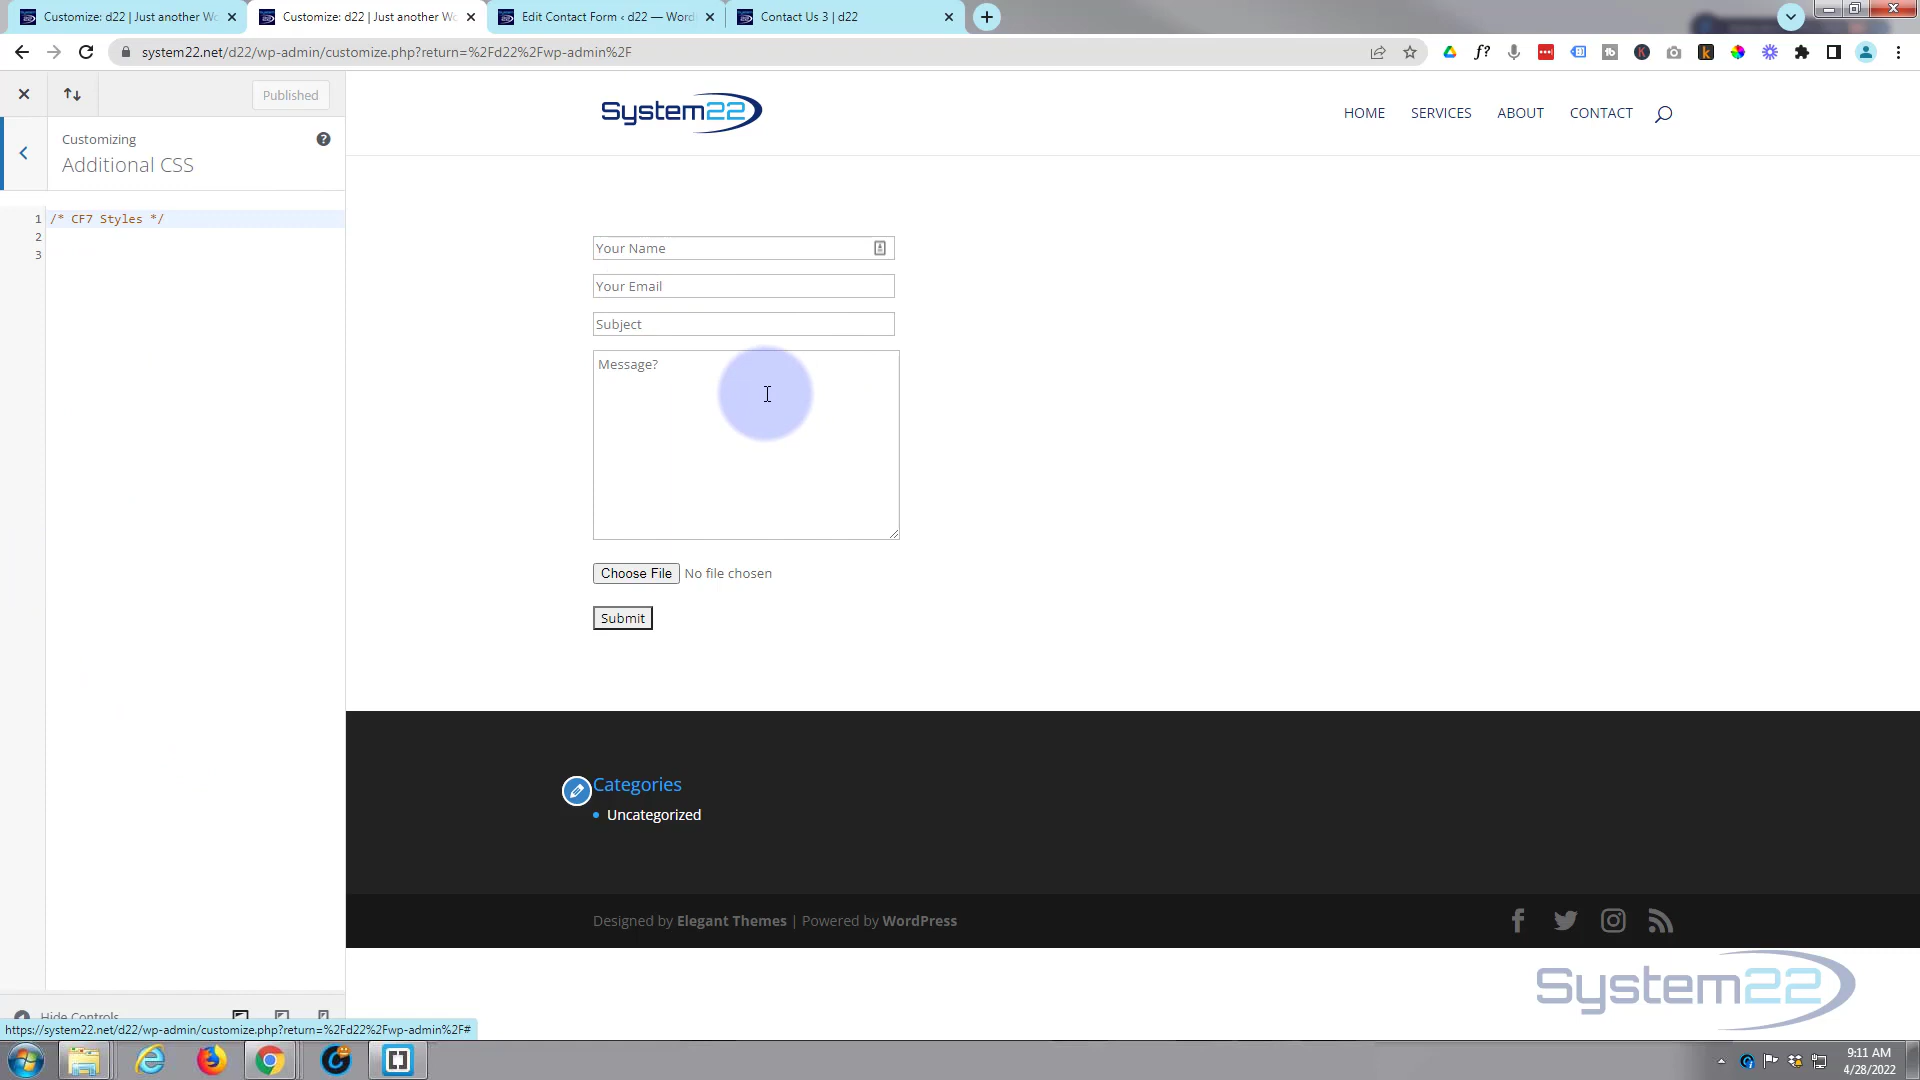 Customize: d22 | Just another Wo
Customize: d22 | Just another Wo
Edit Contact Form ‹ d22 — Word
Contact Us 3 | d22
system22.net/d22/wp-admin/customize.php?return=%2Fd22%2Fwp-admin%2F
Published
Customizing
Additional CSS
1 /* CF7 Styles */
2
3
System22
HOME SERVICES ABOUT CONTACT
Your Name
Your Email
Subject
Message?
Choose File No file chosen
Submit
Categories
Uncategorized
Designed by Elegant Themes | Powered by WordPress
System22
Hide Controls
https://system22.net/d22/wp-admin/customize.php?return=%2Fd22%2Fwp-admin%2F#
9:11 AM
4/28/2022